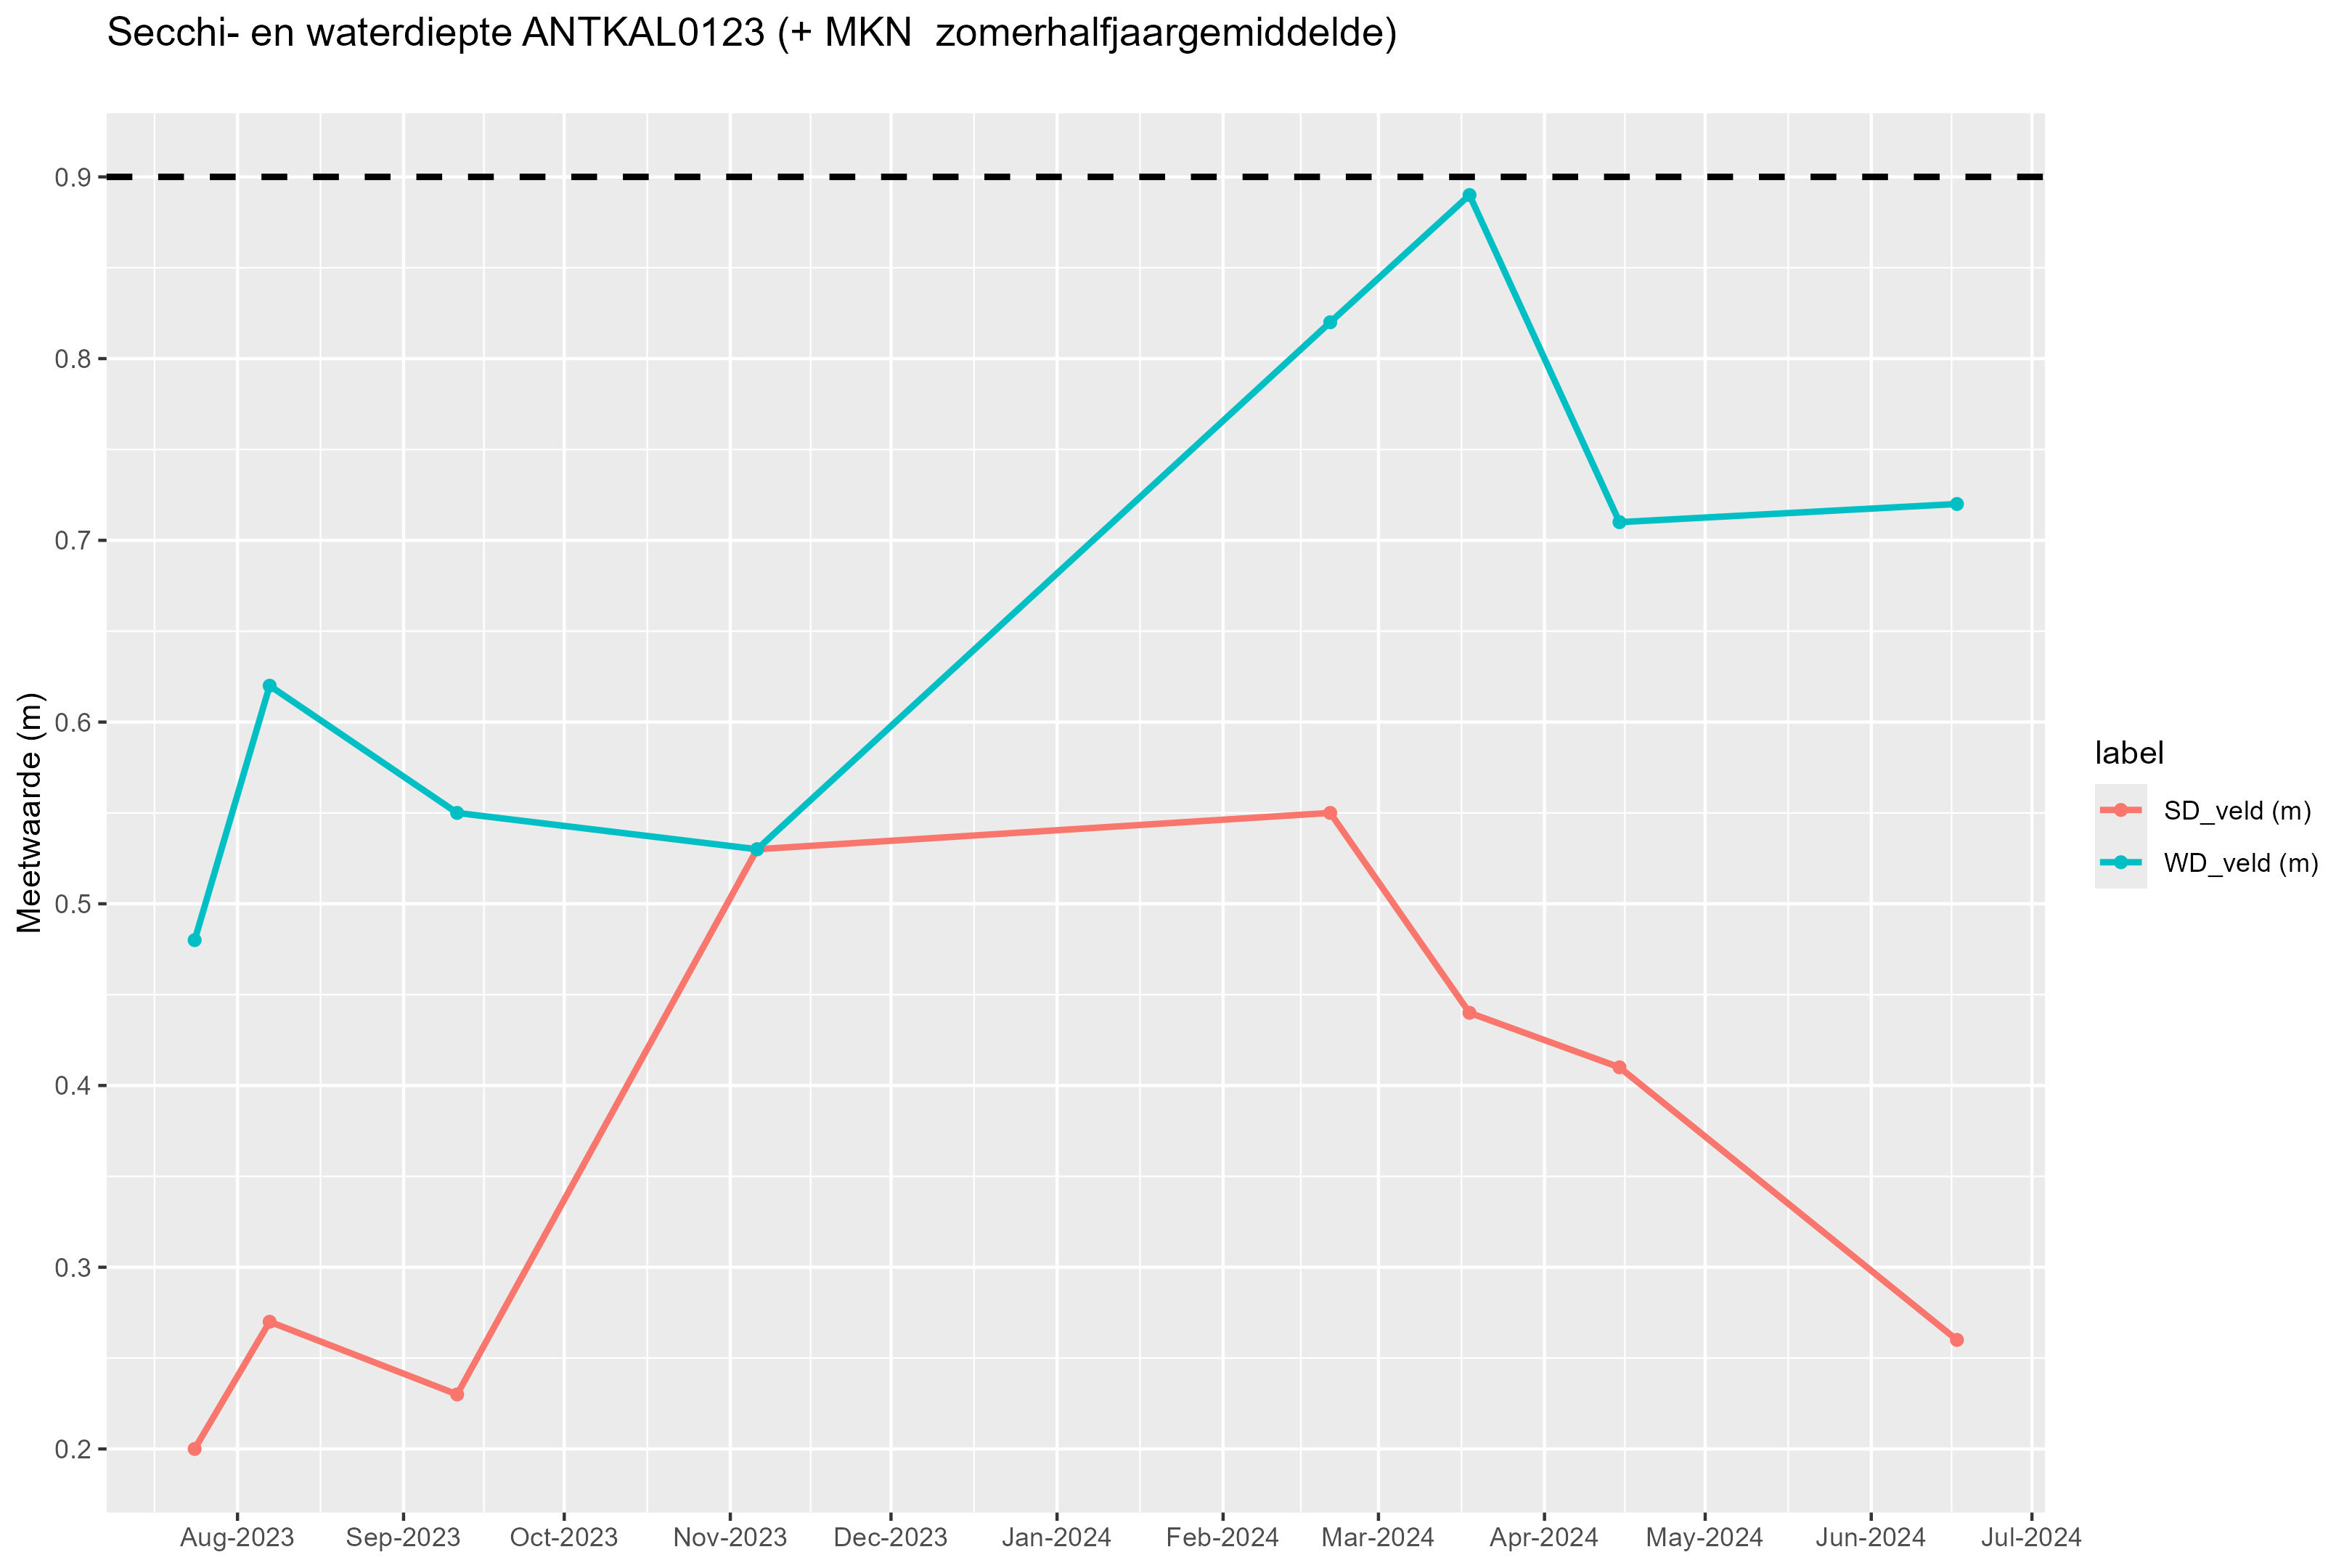 Secchi- en waterdiepte ANTKAL0123 (+ MKN  zomerhalfjaargemiddelde)
Meetwaarde (m)
0.9
0.8
0.7
0.6
0.5
0.4
0.3
0.2
Aug-2023 Sep-2023 Oct-2023 Nov-2023 Dec-2023 Jan-2024 Feb-2024 Mar-2024 Apr-2024 May-2024 Jun-2024 Jul-2024
label
SD_veld (m)
WD_veld (m)